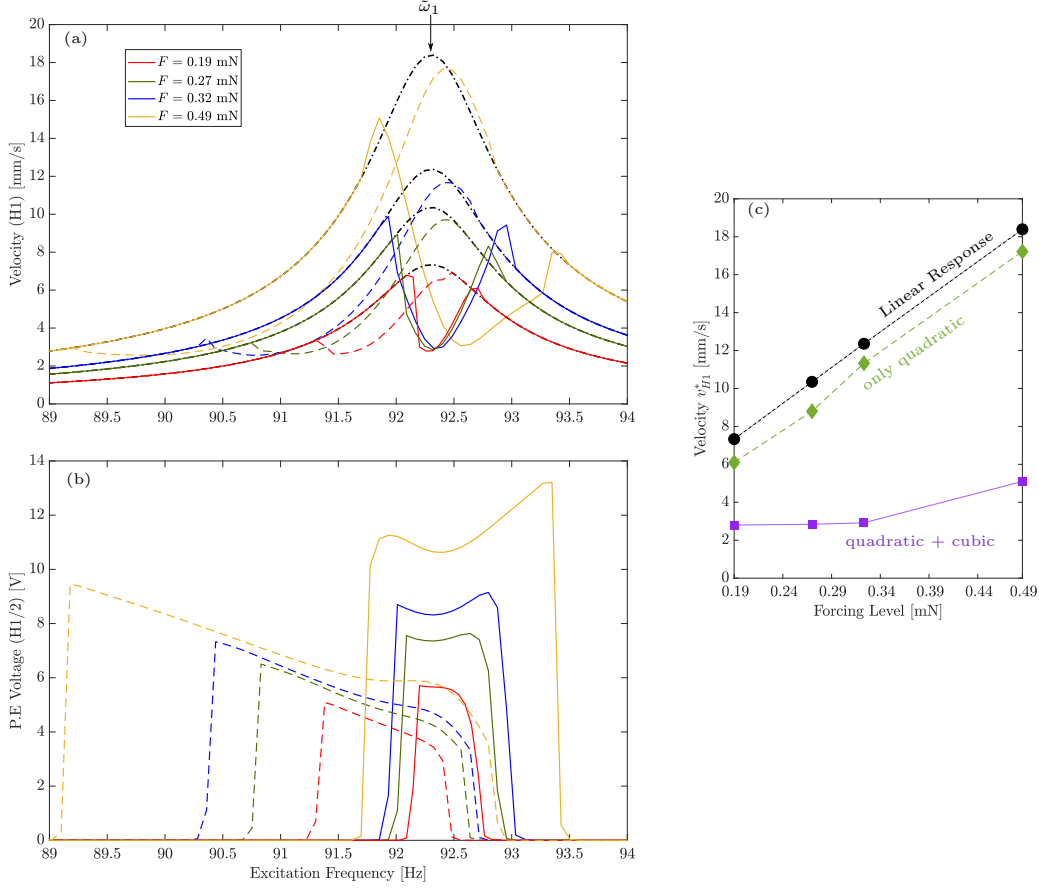 ω̃₁
20
18
16
14
12
10
8
6
4
2
0
Velocity (H1) [mm/s]
(a)
F = 0.19 mN
F = 0.27 mN
F = 0.32 mN
F = 0.49 mN
89 89.5 90 90.5 91 91.5 92 92.5 93 93.5 94
14
12
10
8
6
4
2
0
P.E Voltage (H1/2) [V]
(b)
89 89.5 90 90.5 91 91.5 92 92.5 93 93.5 94
Excitation Frequency [Hz]
20
18
16
14
12
10
8
6
4
2
0
Velocity v*H1 [mm/s]
(c)
Linear Response
only quadratic
quadratic + cubic
0.19 0.24 0.29 0.34 0.39 0.44 0.49
Forcing Level [mN]